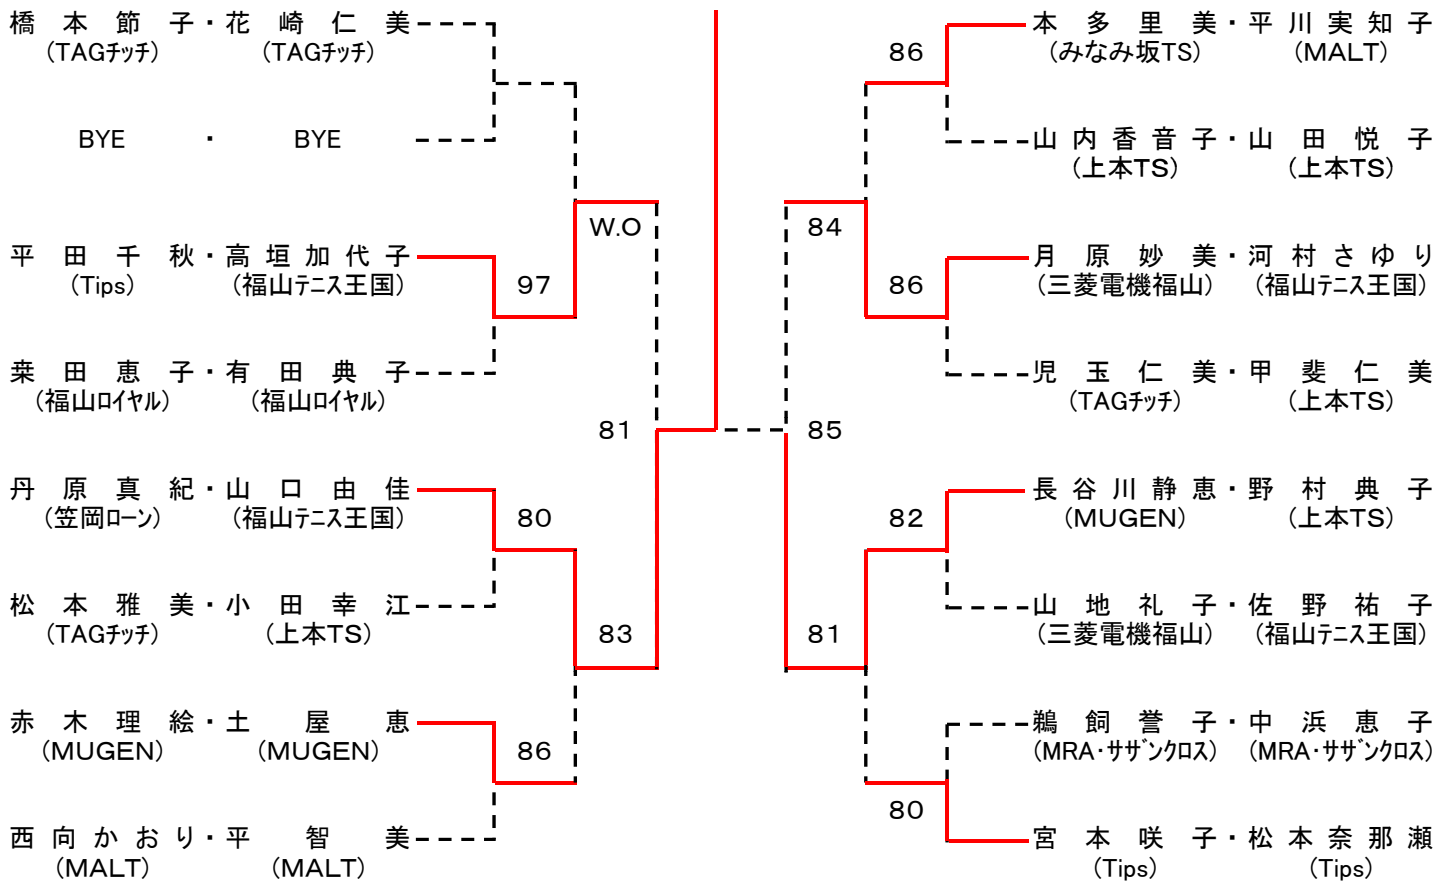 橋本節子・花崎仁美
(TAGチッチ) (TAGチッチ)
BYE ・ BYE
W.O
平田千秋・高垣加代子
(Tips) (福山テニス王国)
97
桒田恵子・有田典子
(福山ロイヤル) (福山ロイヤル)
81
丹原真紀・山口由佳
(笠岡ローン) (福山テニス王国)
80
松本雅美・小田幸江
(TAGチッチ) (上本TS)
83
赤木理絵・土屋恵
(MUGEN) (MUGEN)
86
西向かおり・平智美
(MALT) (MALT)
本多里美・平川実知子
(みなみ坂TS) (MALT)
86
山内香音子・山田悦子
(上本TS) (上本TS)
84
月原妙美・河村さゆり
(三菱電機福山) (福山テニス王国)
86
児玉仁美・甲斐仁美
(TAGチッチ) (上本TS)
85
長谷川静恵・野村典子
(MUGEN) (上本TS)
82
山地礼子・佐野祐子
(三菱電機福山) (福山テニス王国)
81
鵜飼誉子・中浜恵子
(MRA・サザンクロス) (MRA・サザンクロス)
80
宮本咲子・松本奈那瀬
(Tips) (Tips)